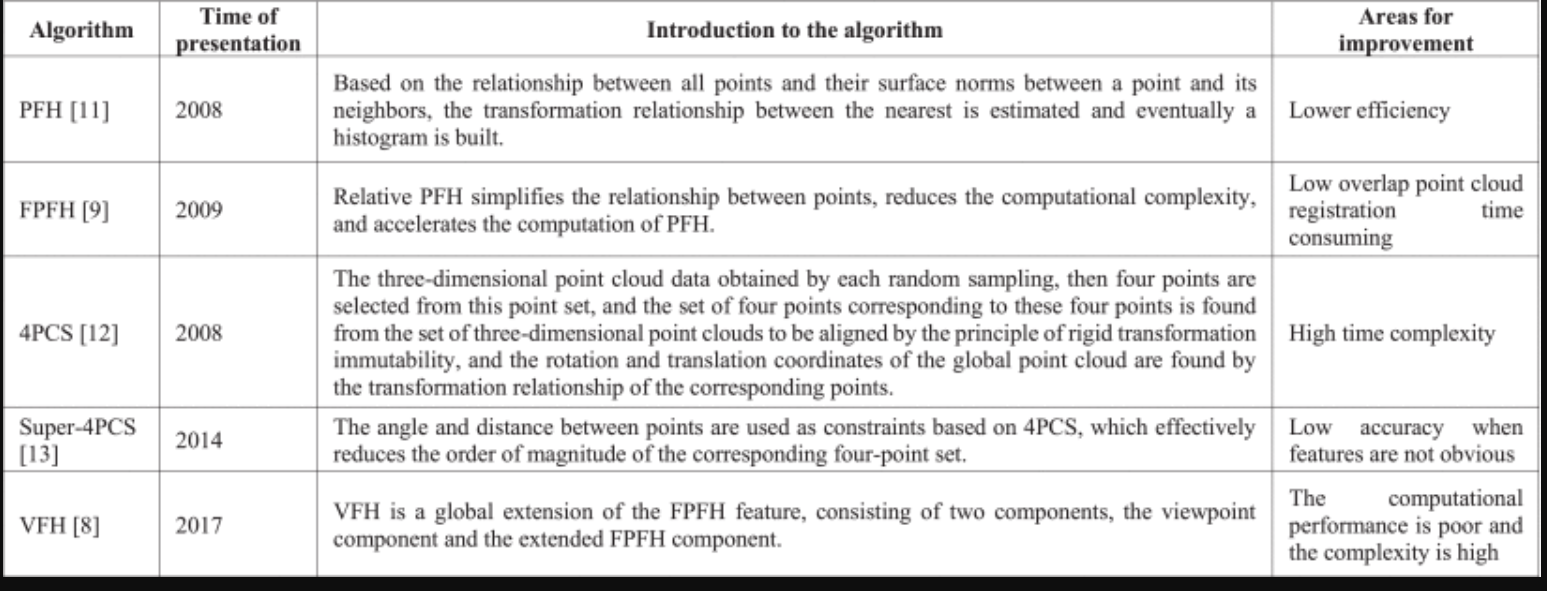 Algorithm
Time of
presentation
Introduction to the algorithm
Areas for
improvement
PFH [11]
2008
Based on the relationship between all points and their surface norms between a point and its
neighbors, the transformation relationship between the nearest is estimated and eventually a
histogram is built.
Lower efficiency
FPFH [9]
2009
Relative PFH simplifies the relationship between points, reduces the computational complexity,
and accelerates the computation of PFH.
Low overlap point cloud
registration time
consuming
4PCS [12]
2008
The three-dimensional point cloud data obtained by each random sampling, then four points are
selected from this point set, and the set of four points corresponding to these four points is found
from the set of three-dimensional point clouds to be aligned by the principle of rigid transformation
immutability, and the rotation and translation coordinates of the global point cloud are found by
the transformation relationship of the corresponding points.
High time complexity
Super-4PCS
[13]
2014
The angle and distance between points are used as constraints based on 4PCS, which effectively
reduces the order of magnitude of the corresponding four-point set.
Low accuracy when
features are not obvious
VFH [8]
2017
VFH is a global extension of the FPFH feature, consisting of two components, the viewpoint
component and the extended FPFH component.
The computational
performance is poor and
the complexity is high